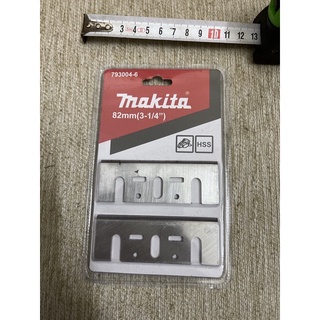 3 4 5 6 7 8 9 10 11 12 13
793004-6
makita
82mm(3-1/4")
HSS